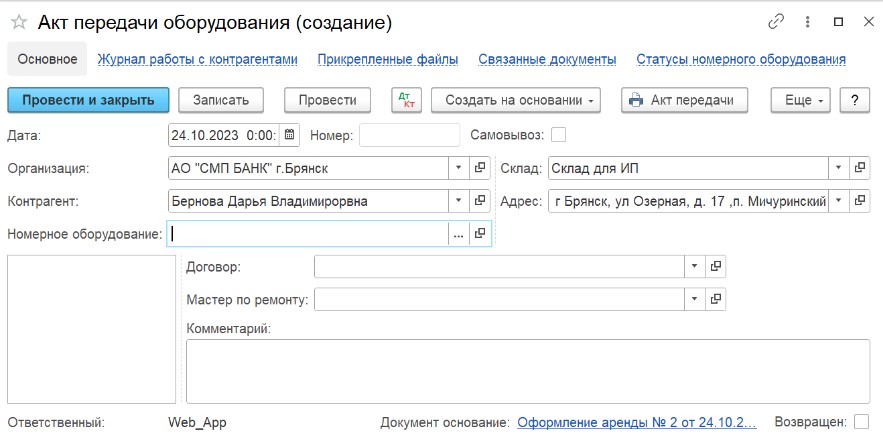 Акт передачи оборудования (создание)
Основное Журнал работы с контрагентами Прикрепленные файлы Связанные документы Статусы номерного оборудования
Провести и закрыть Записать Провести Дт Кт Создать на основании Акт передачи Еще ?
Дата: 24.10.2023 0:00: Номер: Самовывоз:
Организация: АО "СМП БАНК" г.Брянск Склад: Склад для ИП
Контрагент: Бернова Дарья Владимирорвна Адрес: г Брянск, ул Озерная, д. 17 ,п. Мичуринский
Номерное оборудование: ...
Договор:
Мастер по ремонту:
Комментарий:
Ответственный: Web_App Документ основание: Оформление аренды № 2 от 24.10.2... Возвращен: